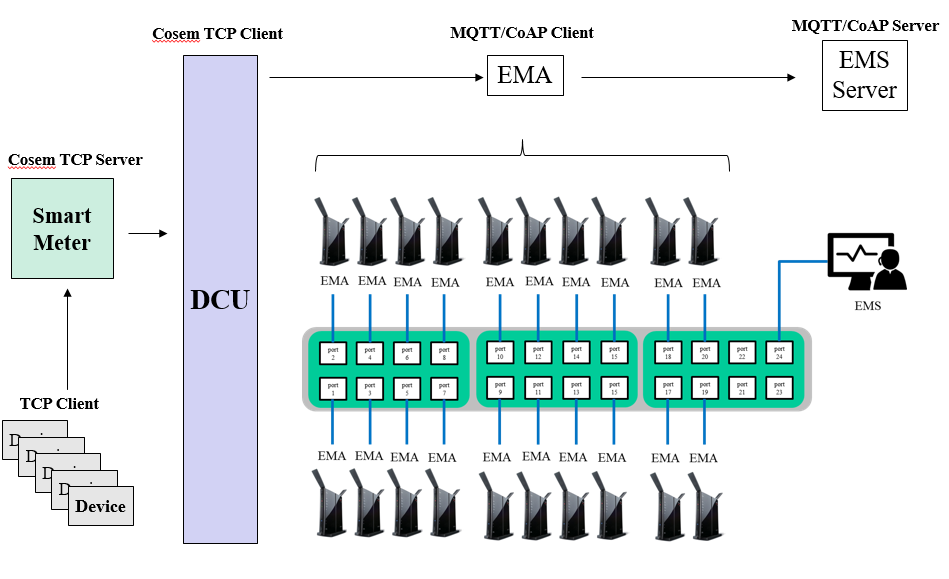 Cosem TCP Client
MQTT/CoAP Client
MQTT/CoAP Server
EMA
EMS
Server
Cosem TCP Server
Smart
Meter
DCU
EMA EMA EMA EMA EMA EMA EMA EMA EMA EMA
EMS
port 2
port 4
port 6
port 8
port 10
port 12
port 14
port 15
port 18
port 20
port 22
port 24
port 1
port 3
port 5
port 7
port 9
port 11
port 13
port 15
port 17
port 19
port 21
port 23
EMA EMA EMA EMA EMA EMA EMA EMA EMA EMA
TCP Client
Device